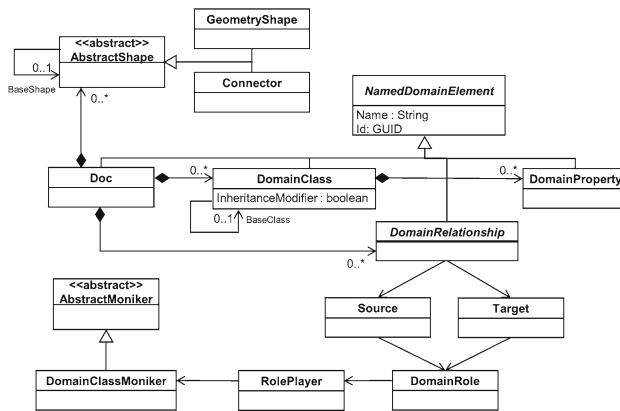 GeometryShape
<<abstract>>
AbstractShape
0..1
BaseShape
Connector
0..*
NamedDomainElement
Name : String
Id: GUID
Doc
0..*
DomainClass
InheritanceModifier : boolean
0..*
DomainProperty
0..1
BaseClass
DomainRelationship
0..*
<<abstract>>
AbstractMoniker
Source
Target
DomainClassMoniker
RolePlayer
DomainRole